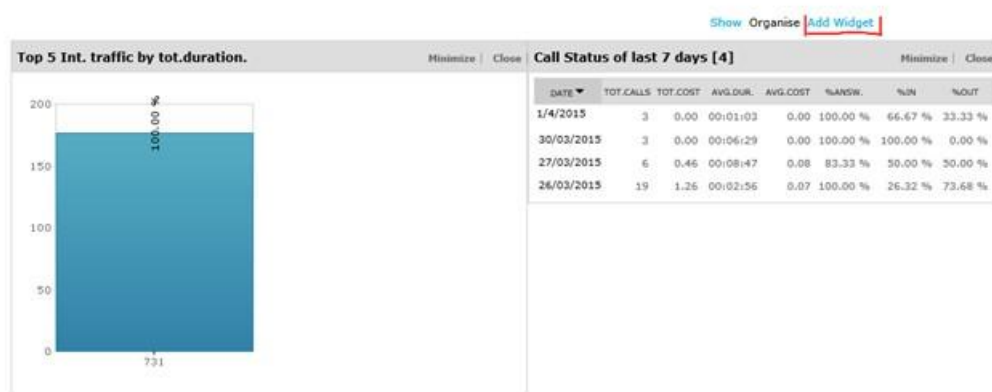 Show Organise Add Widget
Top 5 Int. traffic by tot.duration. Minimize | Close
200
150
100
50
0
100.00 %
731
Call Status of last 7 days [4] Minimize | Close
DATE TOT.CALLS TOT.COST AVG.DUR. AVG.COST %ANSW. %IN %OUT
1/4/2015 3 0.00 00:01:03 0.00 100.00 % 66.67 % 33.33 %
30/03/2015 3 0.00 00:06:29 0.00 100.00 % 100.00 % 0.00 %
27/03/2015 6 0.46 00:08:47 0.08 83.33 % 50.00 % 50.00 %
26/03/2015 19 1.26 00:02:56 0.07 100.00 % 26.32 % 73.68 %